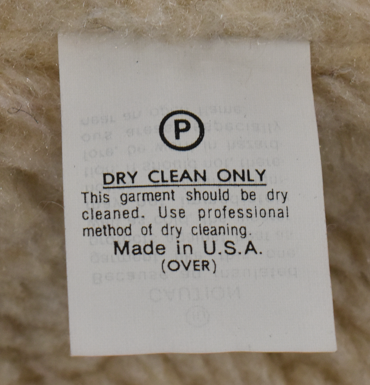 P
DRY CLEAN ONLY
This garment should be dry
cleaned. Use professional
method of dry cleaning.
Made in U.S.A.
(OVER)